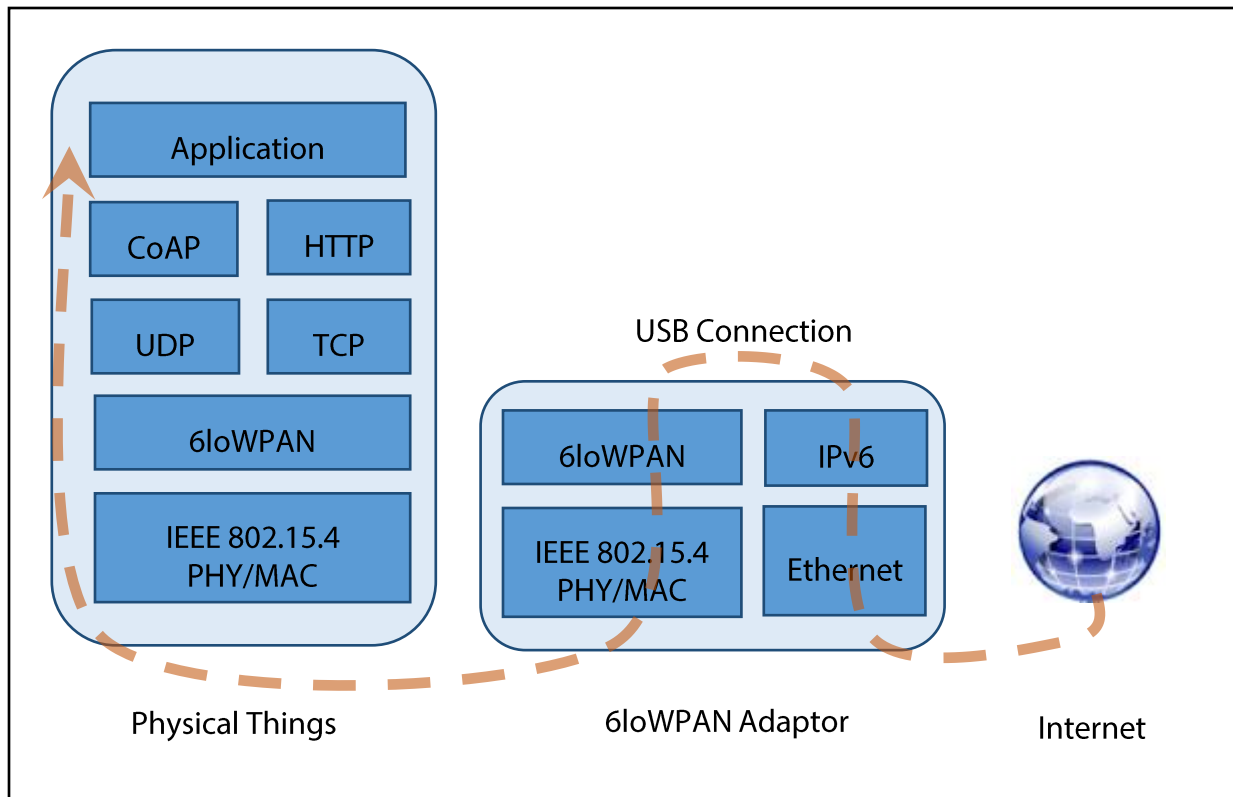 Application
CoAP
HTTP
UDP
TCP
6loWPAN
IEEE 802.15.4
PHY/MAC
Physical Things
USB Connection
6loWPAN
IPv6
IEEE 802.15.4
PHY/MAC
Ethernet
6loWPAN Adaptor
Internet